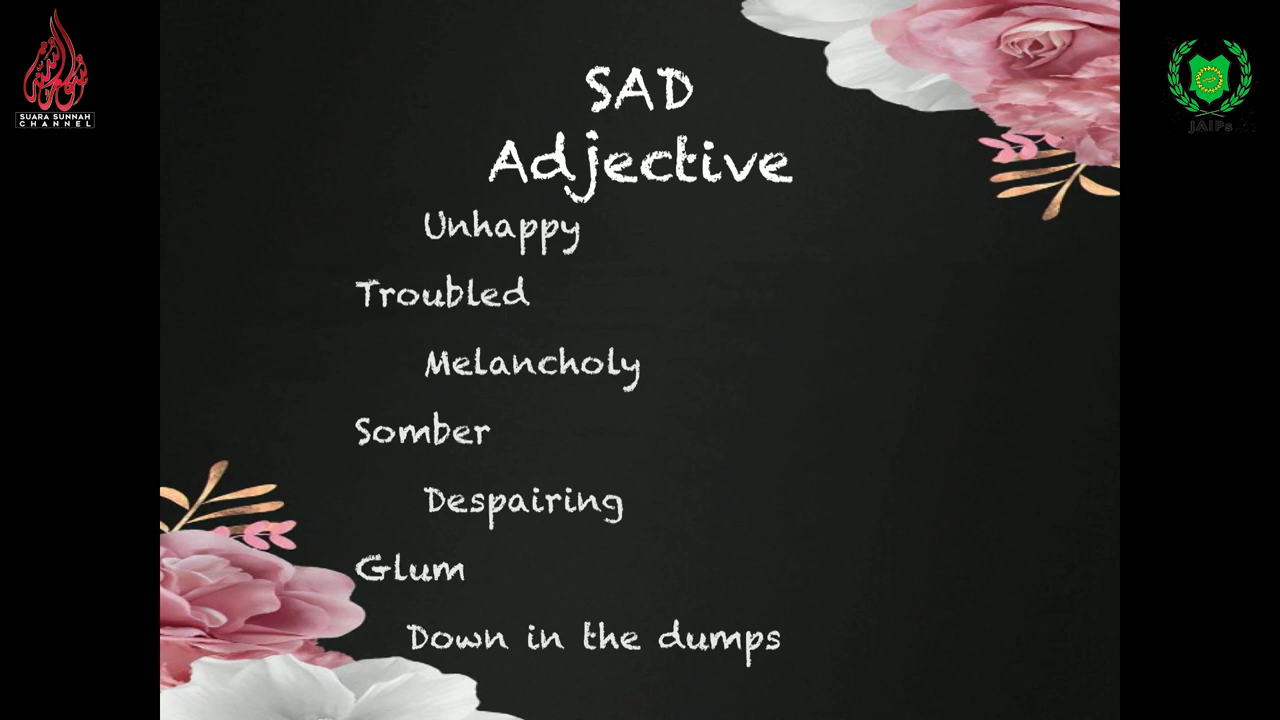 SUARA SUNNAH
CHANNEL
JAIPs
SAD
Adjective
Unhappy
Troubled
Melancholy
Somber
Despairing
Glum
Down in the dumps